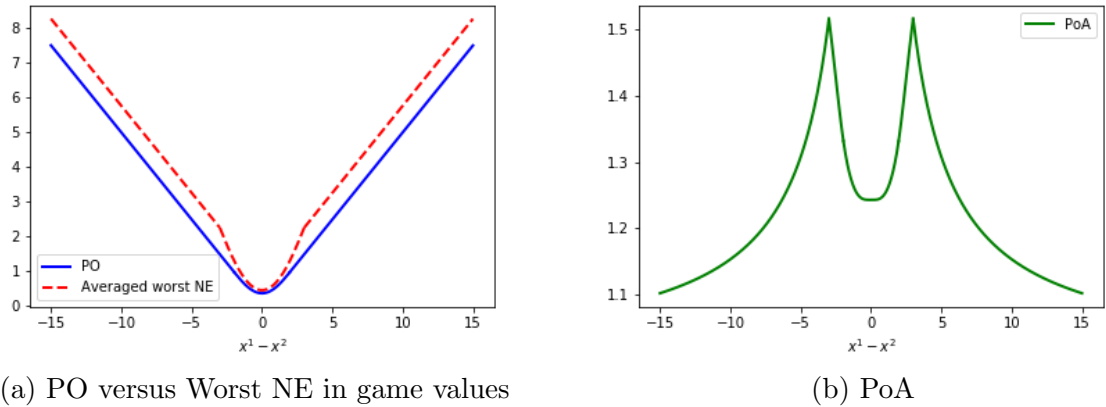 8
7
6
5
4
3
2
1
0
PO
Averaged worst NE
−15 −10 −5 0 5 10 15
x¹ − x²
(a) PO versus Worst NE in game values
1.5
1.4
1.3
1.2
1.1
PoA
−15 −10 −5 0 5 10 15
x¹ − x²
(b) PoA